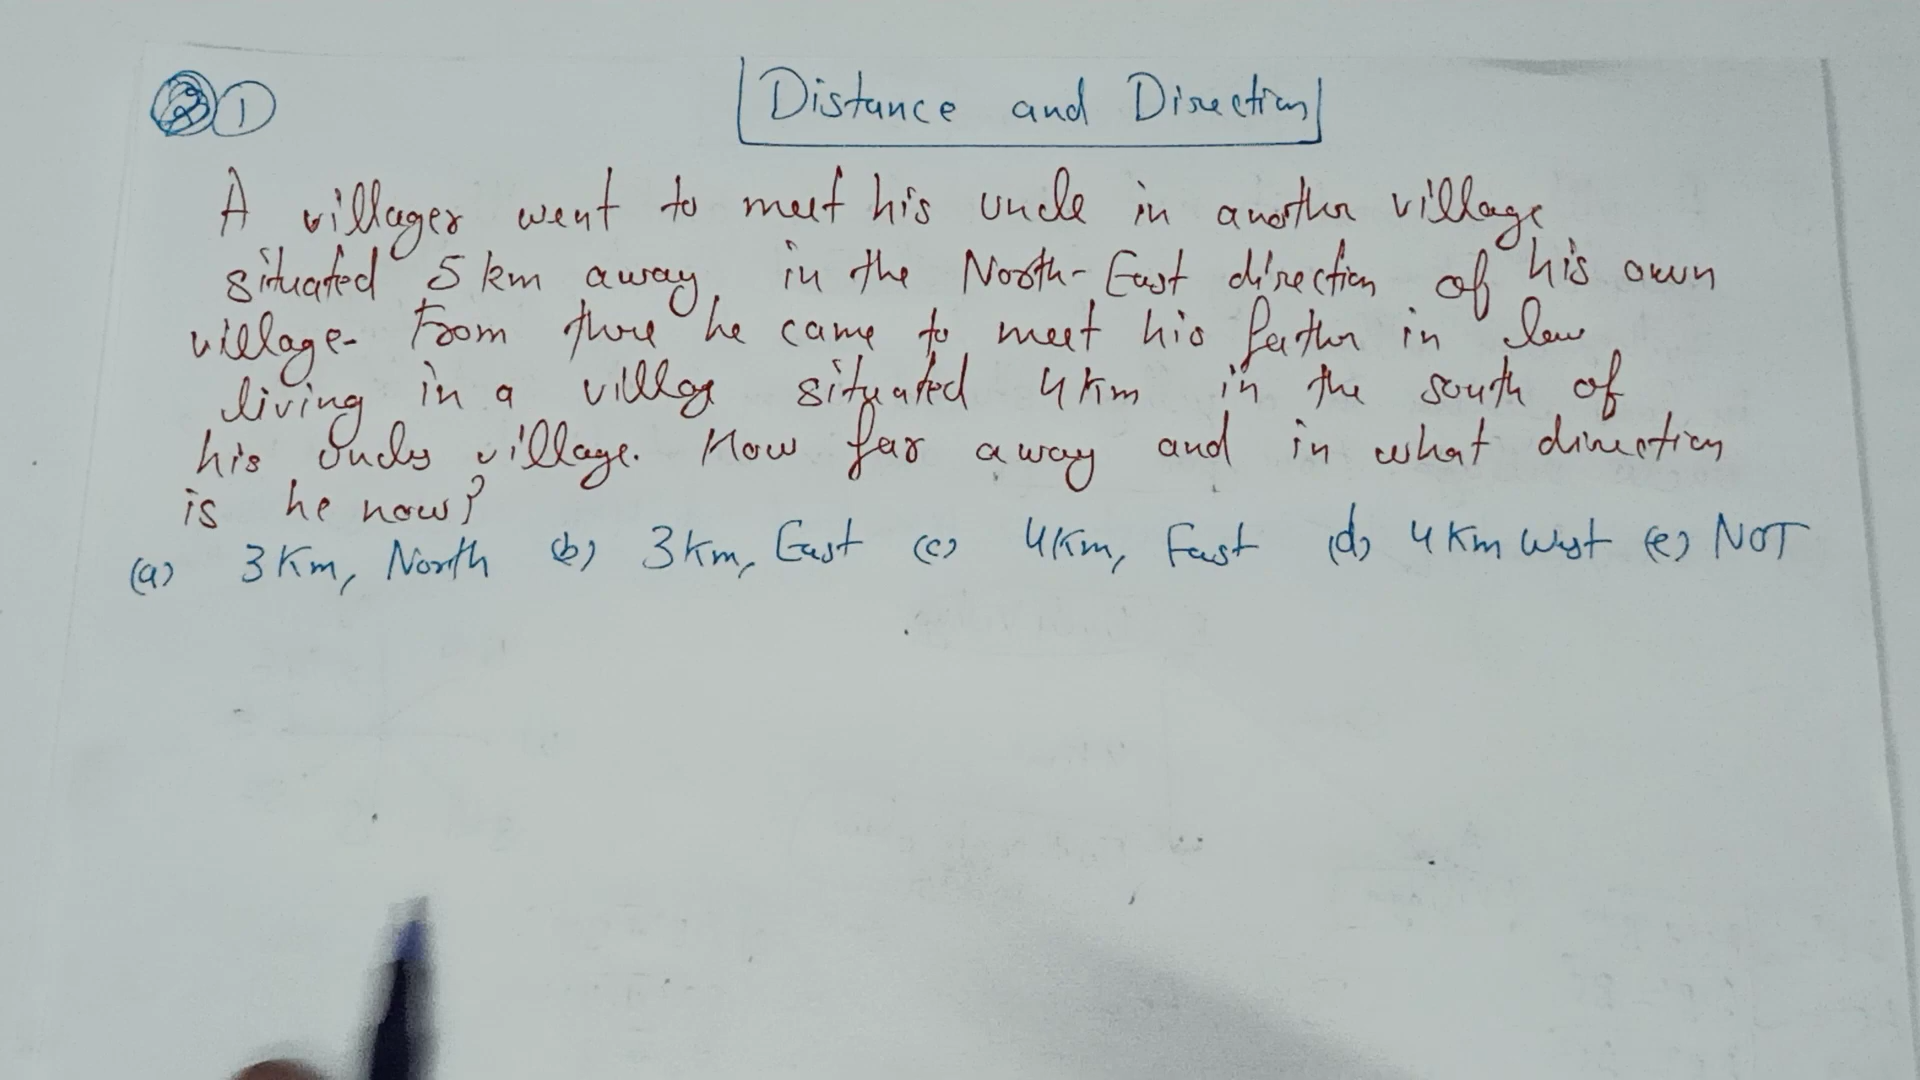 ① Distance and Direction
A villager went to meet his uncle in another village
situated 5 km away in the North-East direction of his own
village. From there he came to meet his father in law
living in a village situated 4 km in the south of
his uncles village. How far away and in what direction
is he now?
(a) 3 Km, North (b) 3 km, East (c) 4 Km, East (d) 4 Km West (e) NOT